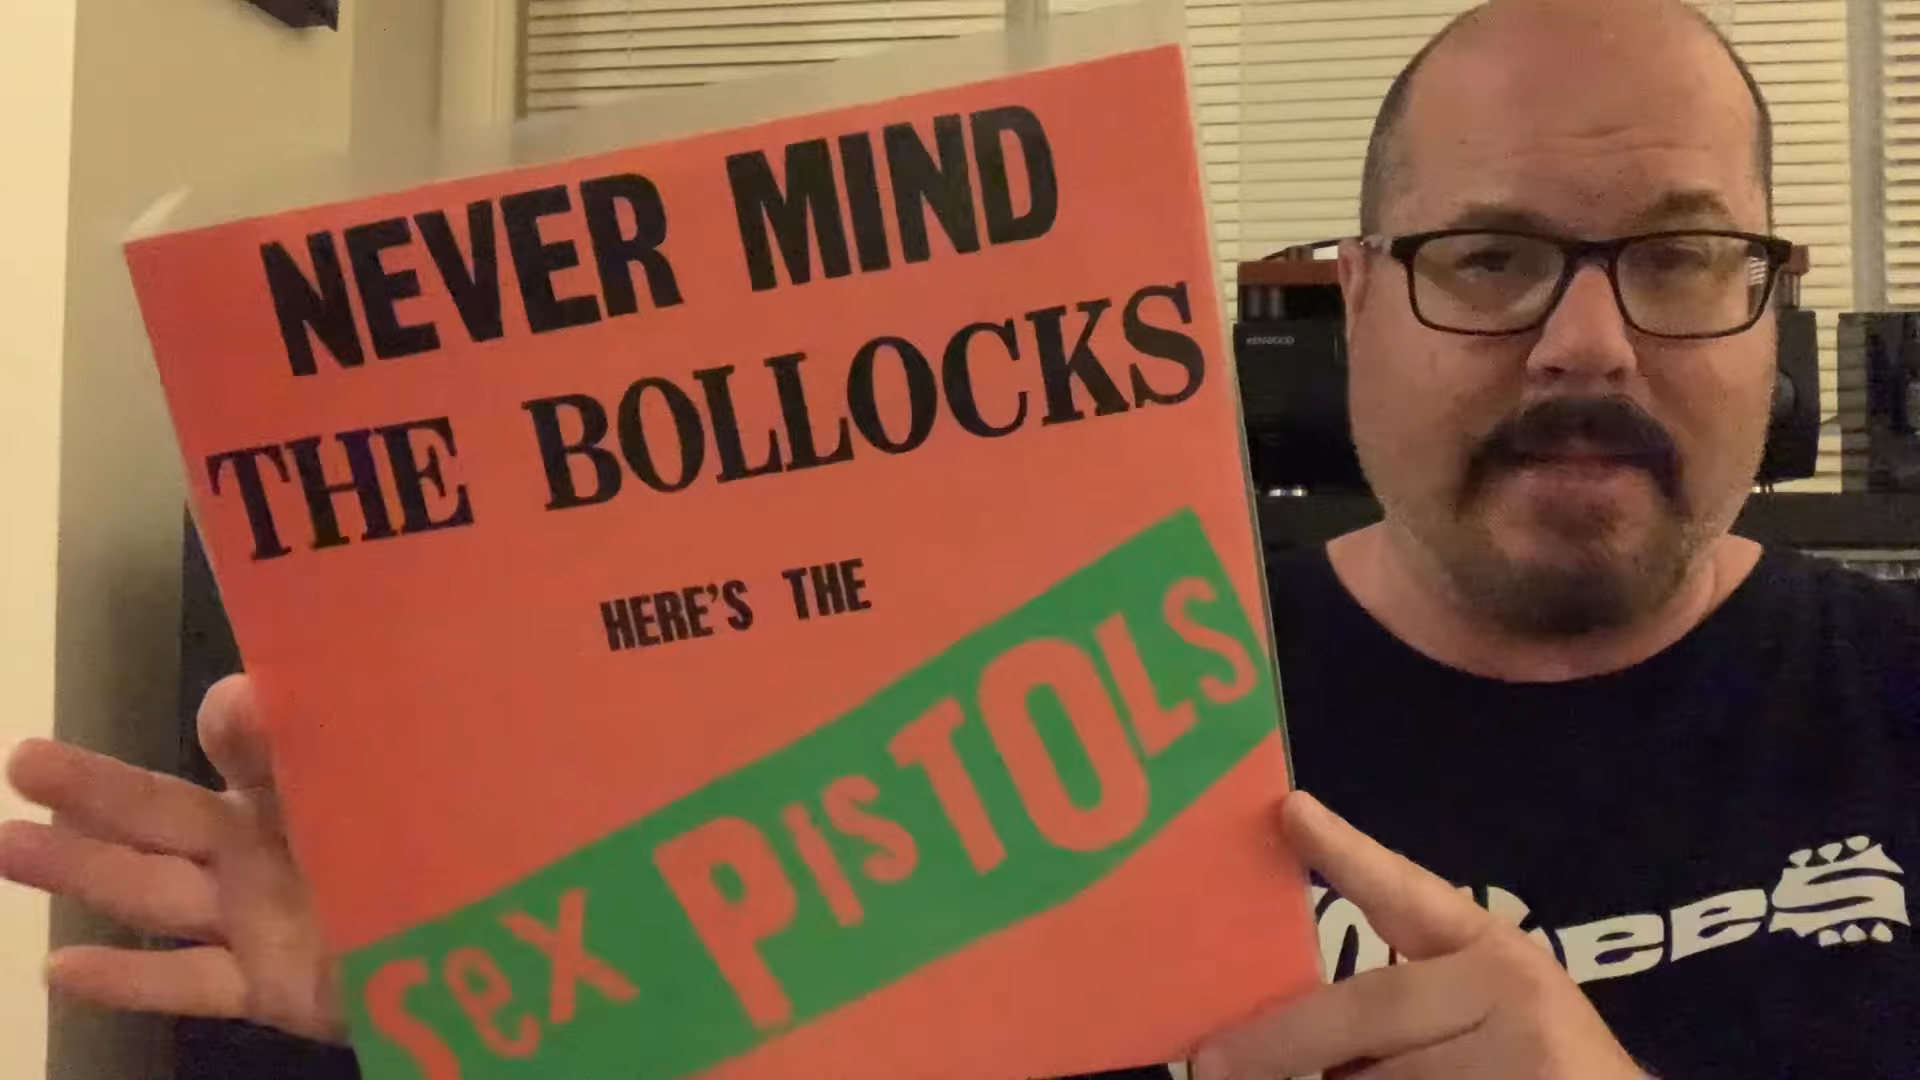 NEVER MIND
THE BOLLOCKS
HERE'S THE
Sex PISTOLS
KENWOOD